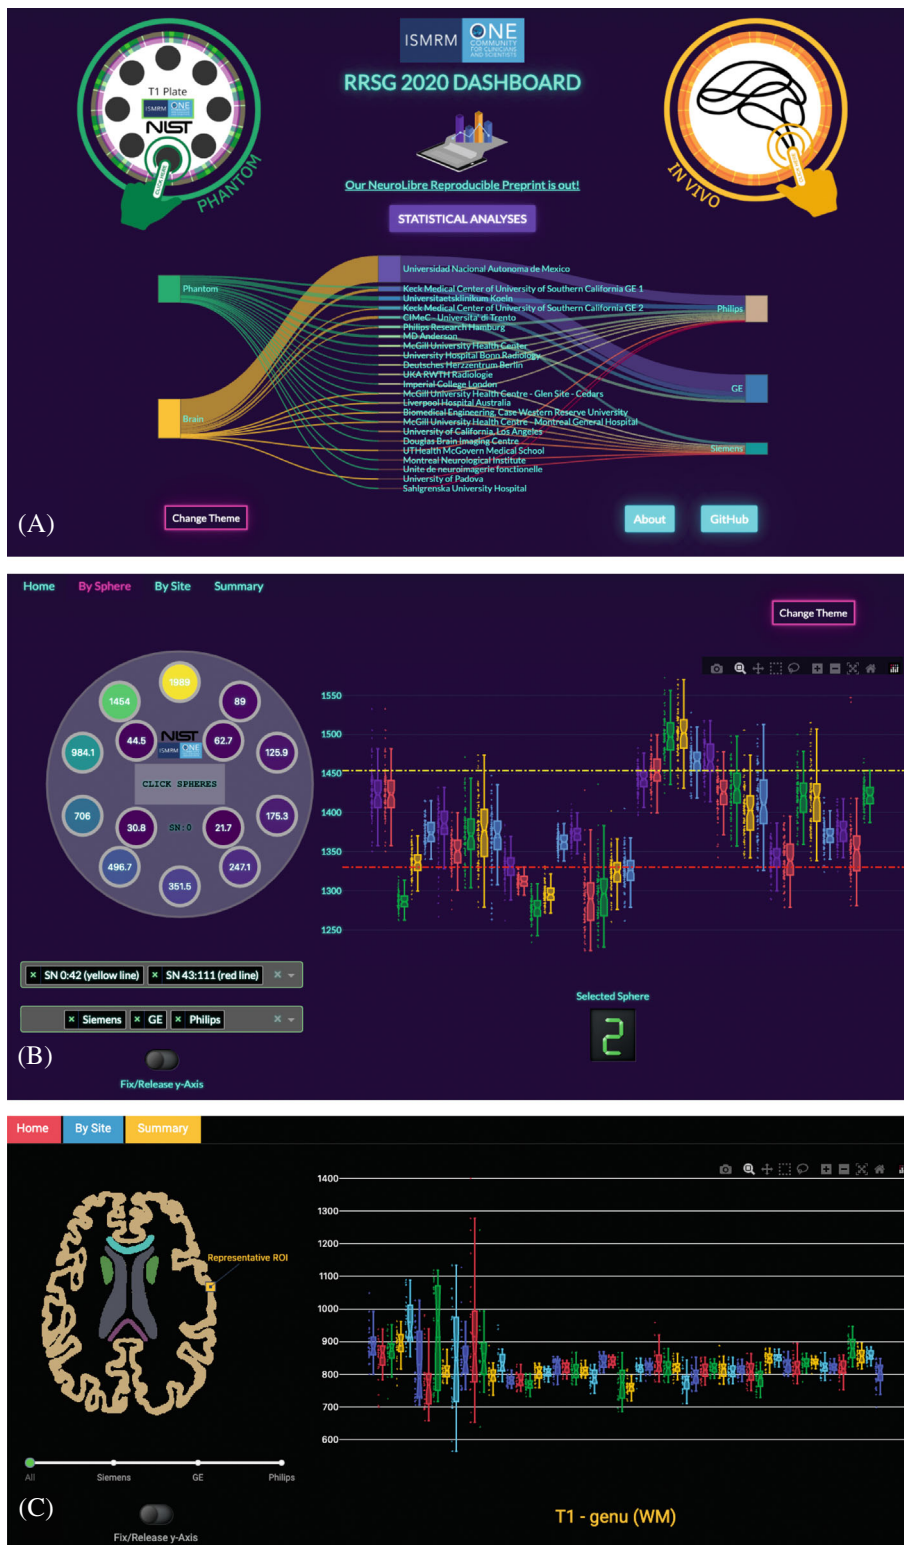 T1 Plate
ISMRM
ONE
NIST
CLICK HERE
PHANTOM
ISMRM
ONE
COMMUNITY
FOR CLINICIANS
AND SCIENTISTS
RRSG 2020 DASHBOARD
Our NeuroLibre Reproducible Preprint is out!
STATISTICAL ANALYSES
IN VIVO
Phantom
Brain
Universidad Nacional Autonoma de Mexico
Keck Medical Center of University of Southern California GE 1
Universitaetsklinikum Koeln
Keck Medical Center of University of Southern California GE 2
CIMeC - Universita' di Trento
Philips Research Hamburg
MD Anderson
McGill University Health Center
University Hospital Bonn Radiology
Deutsches Herzzentrum Berlin
UKA RWTH Radiologie
Imperial College London
McGill University Health Centre - Glen Site - Cedars
Liverpool Hospital Australia
Biomedical Engineering, Case Western Reserve University
McGill University Health Centre - Montreal General Hospital
University of California, Los Angeles
Douglas Brain Imaging Centre
UTHealth McGovern Medical School
Montreal Neurological Institute
Unite de neuroimagerie fonctionelle
University of Padova
Sahlgrenska University Hospital
Philips
GE
Siemens
(A)
Change Theme
About
GitHub
Home By Sphere By Site Summary
Change Theme
1989
1454
89
44.5
NIST
62.7
984.1
ISMRM
ONE
125.9
CLICK SPHERES
706
175.3
30.8
SN:0
21.7
496.7
247.1
351.5
1550
1500
1450
1400
1350
1300
1250
× SN 0:42 (yellow line) × SN 43:111 (red line) ×
× Siemens × GE × Philips ×
Selected Sphere
2
(B)
Fix/Release y-Axis
Home By Site Summary
Representative ROI
1400
1300
1200
1100
1000
900
800
700
600
All Siemens GE Philips
(C)
Fix/Release y-Axis
T1 - genu (WM)